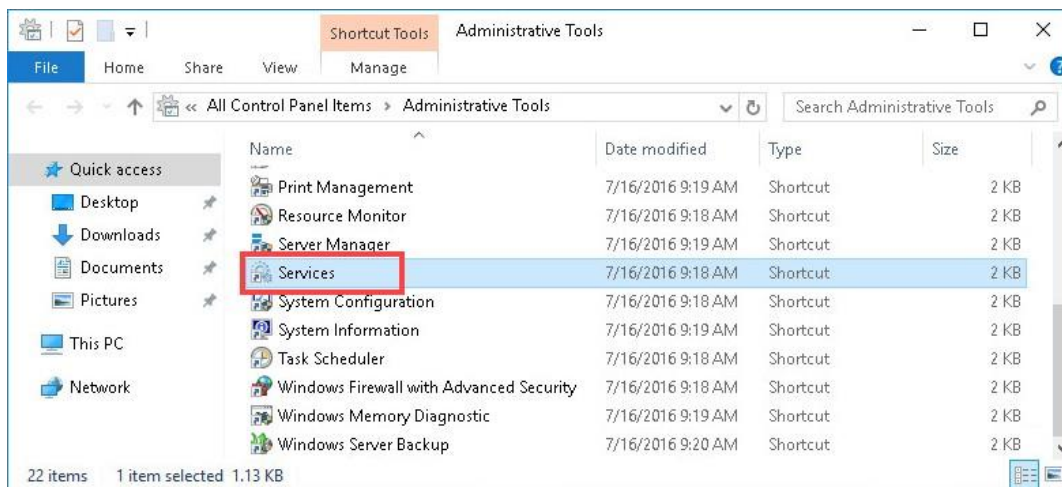 Shortcut Tools Administrative Tools
File Home Share View Manage
« All Control Panel Items › Administrative Tools Search Administrative Tools
Name Date modified Type Size
Quick access
Desktop
Downloads
Documents
Pictures
This PC
Network
Print Management 7/16/2016 9:19 AM Shortcut 2 KB
Resource Monitor 7/16/2016 9:18 AM Shortcut 2 KB
Server Manager 7/16/2016 9:19 AM Shortcut 2 KB
Services 7/16/2016 9:18 AM Shortcut 2 KB
System Configuration 7/16/2016 9:18 AM Shortcut 2 KB
System Information 7/16/2016 9:19 AM Shortcut 2 KB
Task Scheduler 7/16/2016 9:18 AM Shortcut 2 KB
Windows Firewall with Advanced Security 7/16/2016 9:18 AM Shortcut 2 KB
Windows Memory Diagnostic 7/16/2016 9:19 AM Shortcut 2 KB
Windows Server Backup 7/16/2016 9:20 AM Shortcut 2 KB
22 items 1 item selected 1.13 KB